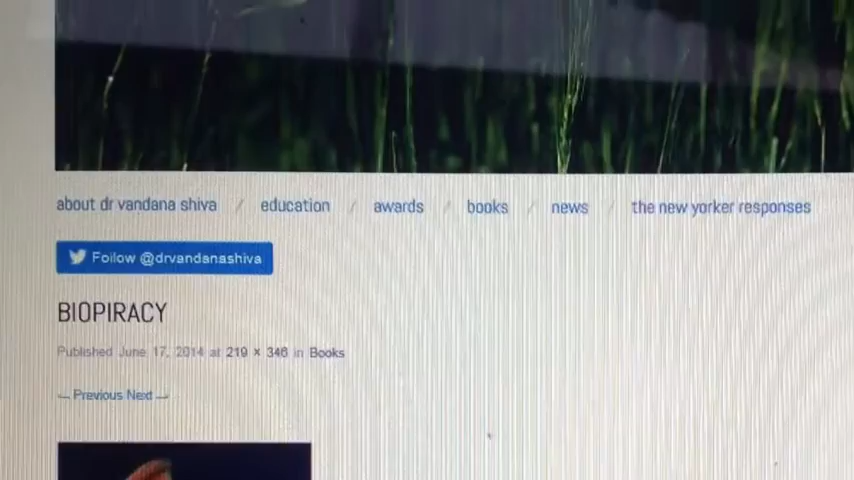 about dr vandana shiva / education / awards / books / news / the new yorker responses
Follow @drvandanashiva
BIOPIRACY
Published June 17, 2014 at 219 × 346 in Books
← Previous Next →